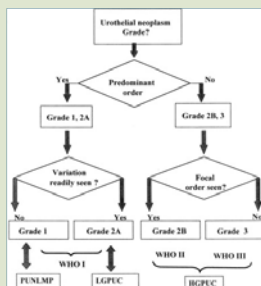 Urothelial neoplasm
Grade?
Yes
No
Predominant
order
Grade 1, 2A
Grade 2B, 3
Variation
readily seen ?
Focal
order seen?
No
Yes
Yes
No
Grade 1
Grade 2A
Grade 2B
Grade 3
WHO I
WHO II
WHO III
PUNLMP
LGPUC
HGPUC